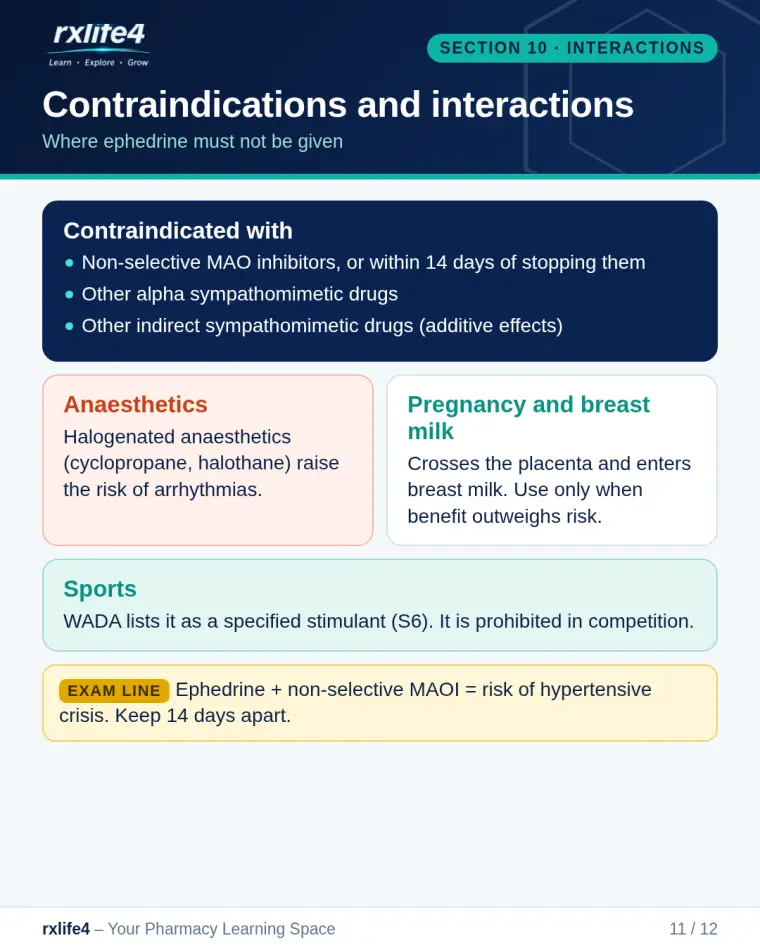 rxlife4
Learn · Explore · Grow
SECTION 10 · INTERACTIONS
Contraindications and interactions
Where ephedrine must not be given
Contraindicated with
Non-selective MAO inhibitors, or within 14 days of stopping them
Other alpha sympathomimetic drugs
Other indirect sympathomimetic drugs (additive effects)
Anaesthetics
Halogenated anaesthetics
(cyclopropane, halothane) raise
the risk of arrhythmias.
Pregnancy and breast
milk
Crosses the placenta and enters
breast milk. Use only when
benefit outweighs risk.
Sports
WADA lists it as a specified stimulant (S6). It is prohibited in competition.
EXAM LINE Ephedrine + non-selective MAOI = risk of hypertensive
crisis. Keep 14 days apart.
rxlife4 – Your Pharmacy Learning Space
11 / 12